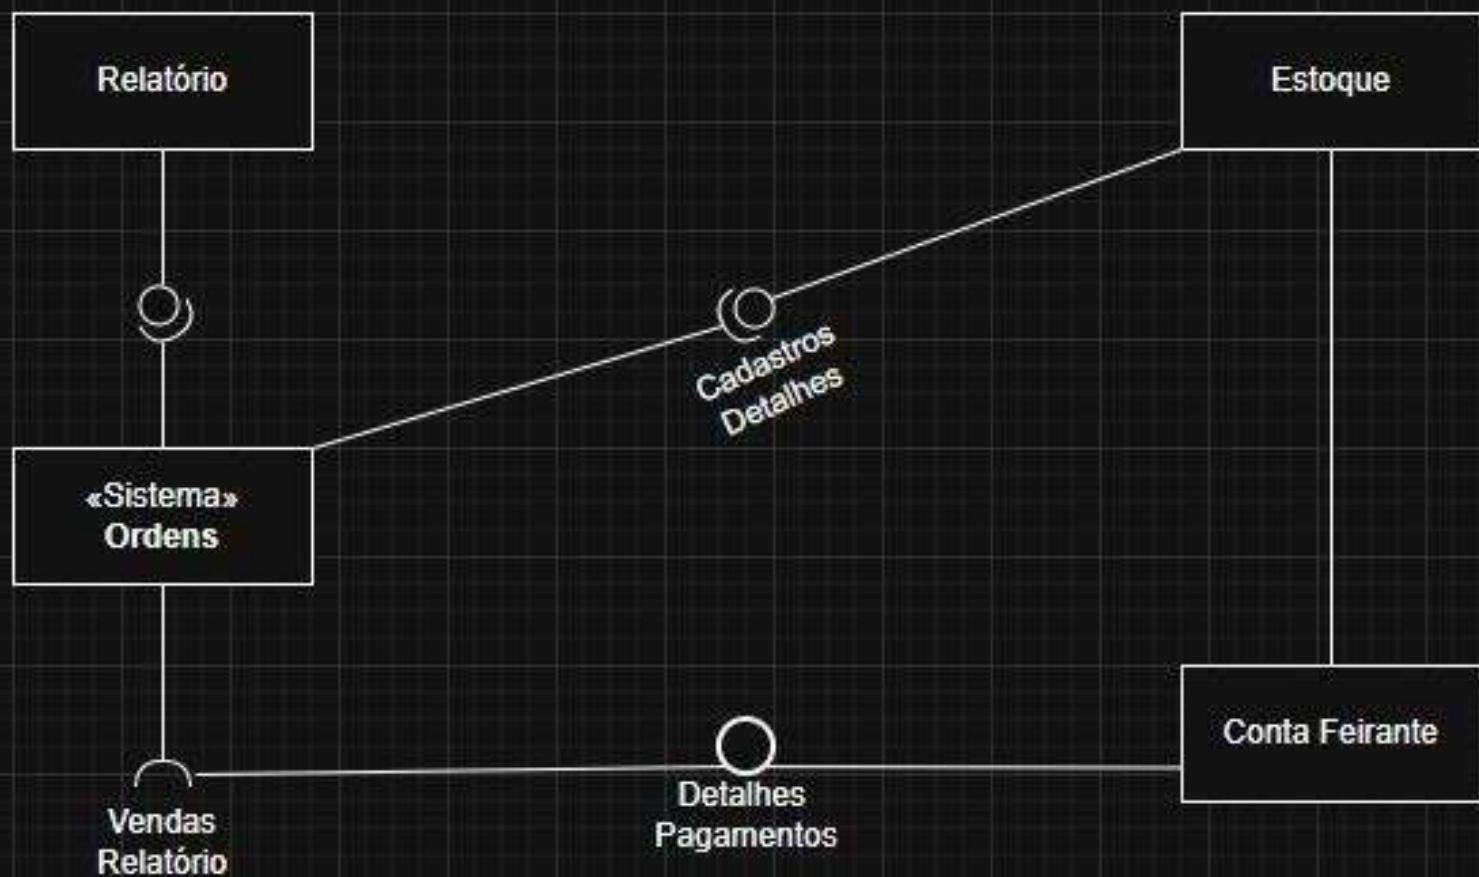 Relatório
Estoque
Cadastros
Detalhes
«Sistema»
Ordens
Conta Feirante
Detalhes
Pagamentos
Vendas
Relatório